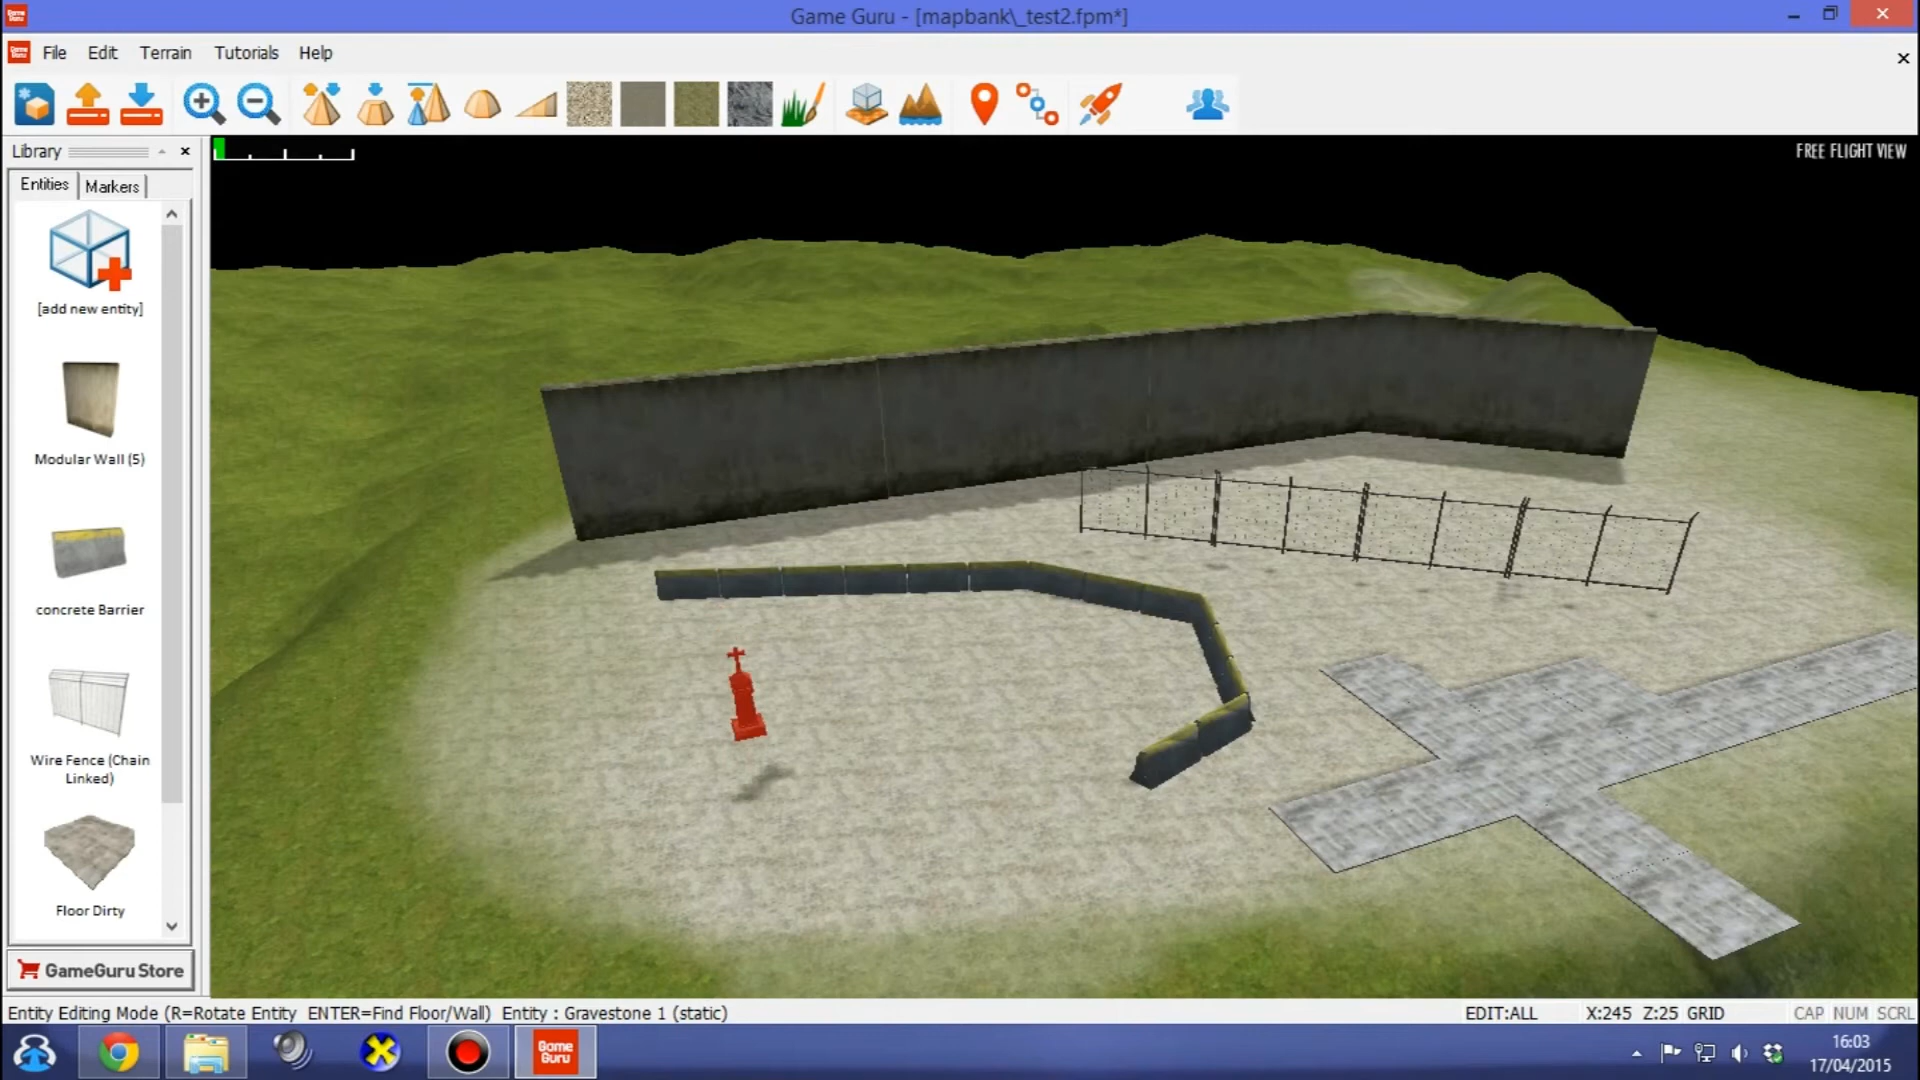 Game Guru - [mapbank\_test2.fpm*]
File Edit Terrain Tutorials Help
Library
Entities Markers
FREE FLIGHT VIEW
[add new entity]
Modular Wall (5)
concrete Barrier
Wire Fence (Chain
Linked)
Floor Dirty
GameGuru Store
Entity Editing Mode (R=Rotate Entity ENTER=Find Floor/Wall) Entity : Gravestone 1 (static) EDIT:ALL X:245 Z:25 GRID CAP NUM SCRL
Game
Guru
16:03
17/04/2015